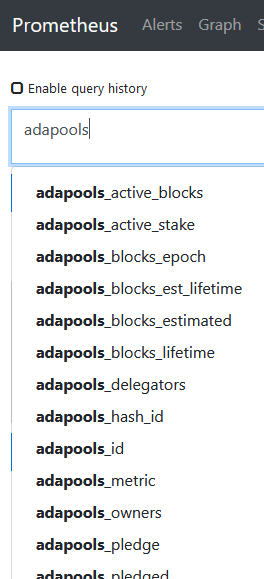 Prometheus Alerts Graph S
Enable query history
adapools
adapools_active_blocks
adapools_active_stake
adapools_blocks_epoch
adapools_blocks_est_lifetime
adapools_blocks_estimated
adapools_blocks_lifetime
adapools_delegators
adapools_hash_id
adapools_id
adapools_metric
adapools_owners
adapools_pledge
adapools_pledged